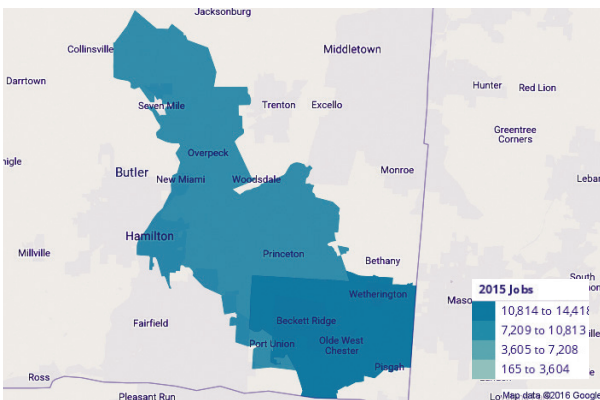 Jacksonburg
Collinsville
Middletown
Darrtown
Hunter
Red Lion
Seven Mile
Trenton
Excello
Greentree
Corners
Overpeck
nigle
Butler
New Miami
Woodsdale
Monroe
Leba
Hamilton
Millville
Princeton
Bethany
South
2015 Jobs
Wetherington
Maso
10,814 to 14,418
Fairfield
Beckett Ridge
7,209 to 10,813
Port Union
Olde West
Chester
3,605 to 7,208
Pisgah
165 to 3,604
Ross
Pleasant Run
Map data ©2016 Google